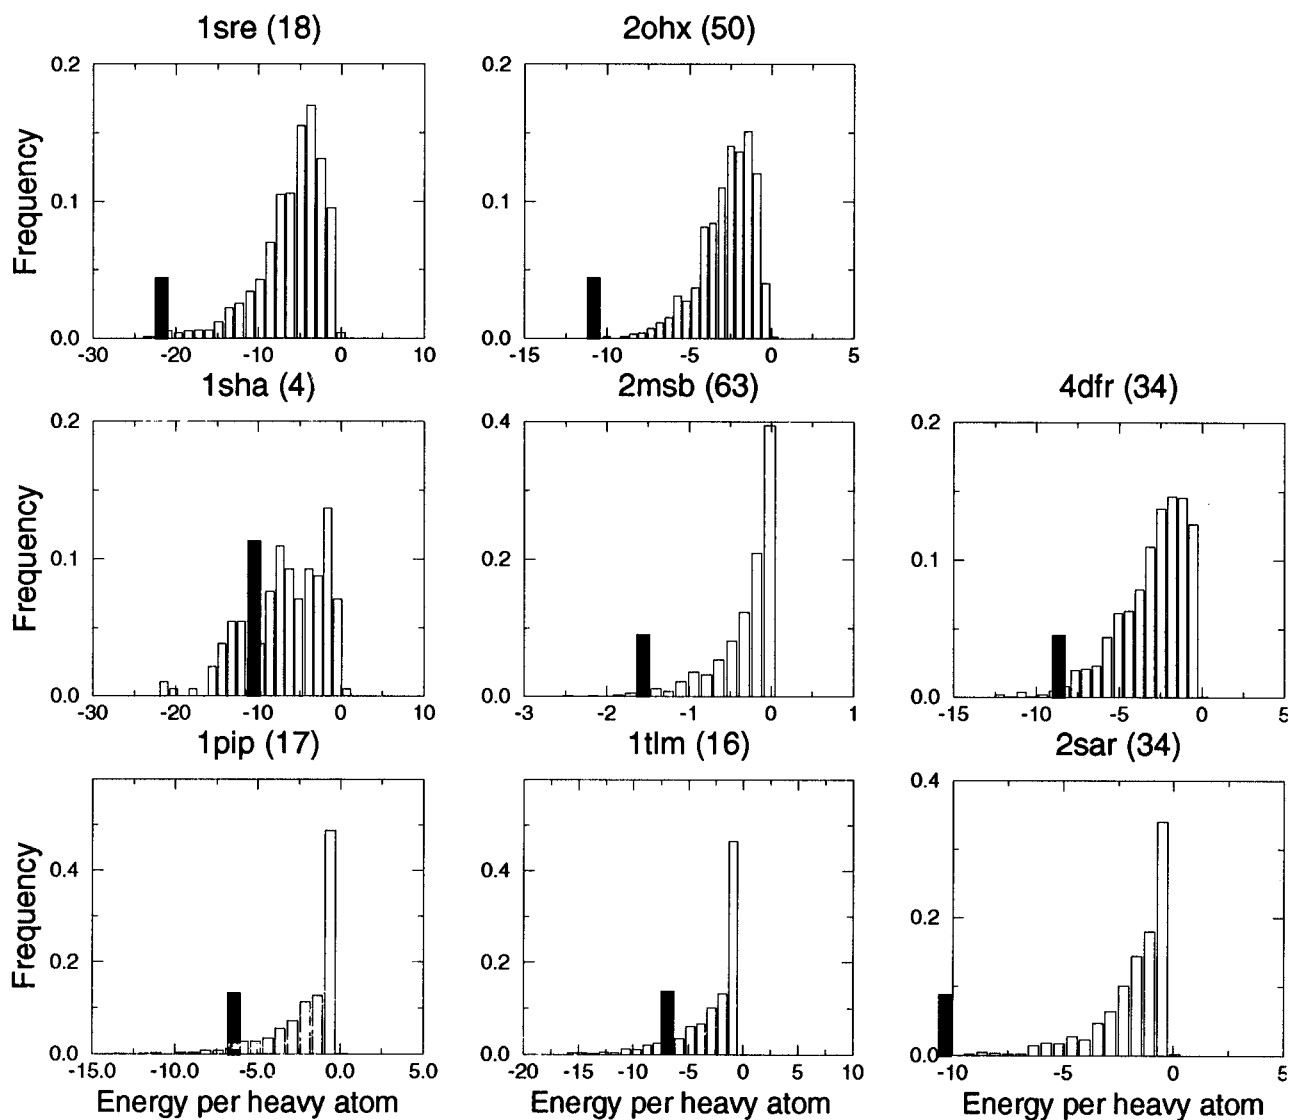 1sre (18)
2ohx (50)
0.2
0.1
0.0
Frequency
-30 -20 -10 0 10
0.2
0.1
0.0
-15 -10 -5 0 5
1sha (4)
2msb (63)
4dfr (34)
0.2
0.1
0.0
Frequency
-30 -20 -10 0 10
0.4
0.2
0.0
-3 -2 -1 0 1
0.2
0.1
0.0
-15 -10 -5 0 5
1pip (17)
1tlm (16)
2sar (34)
0.4
0.2
0.0
Frequency
-15.0 -10.0 -5.0 0.0 5.0
Energy per heavy atom
0.4
0.2
0.0
-20 -15 -10 -5 0 5 10
Energy per heavy atom
0.4
0.2
0.0
-10 -5 0 5
Energy per heavy atom